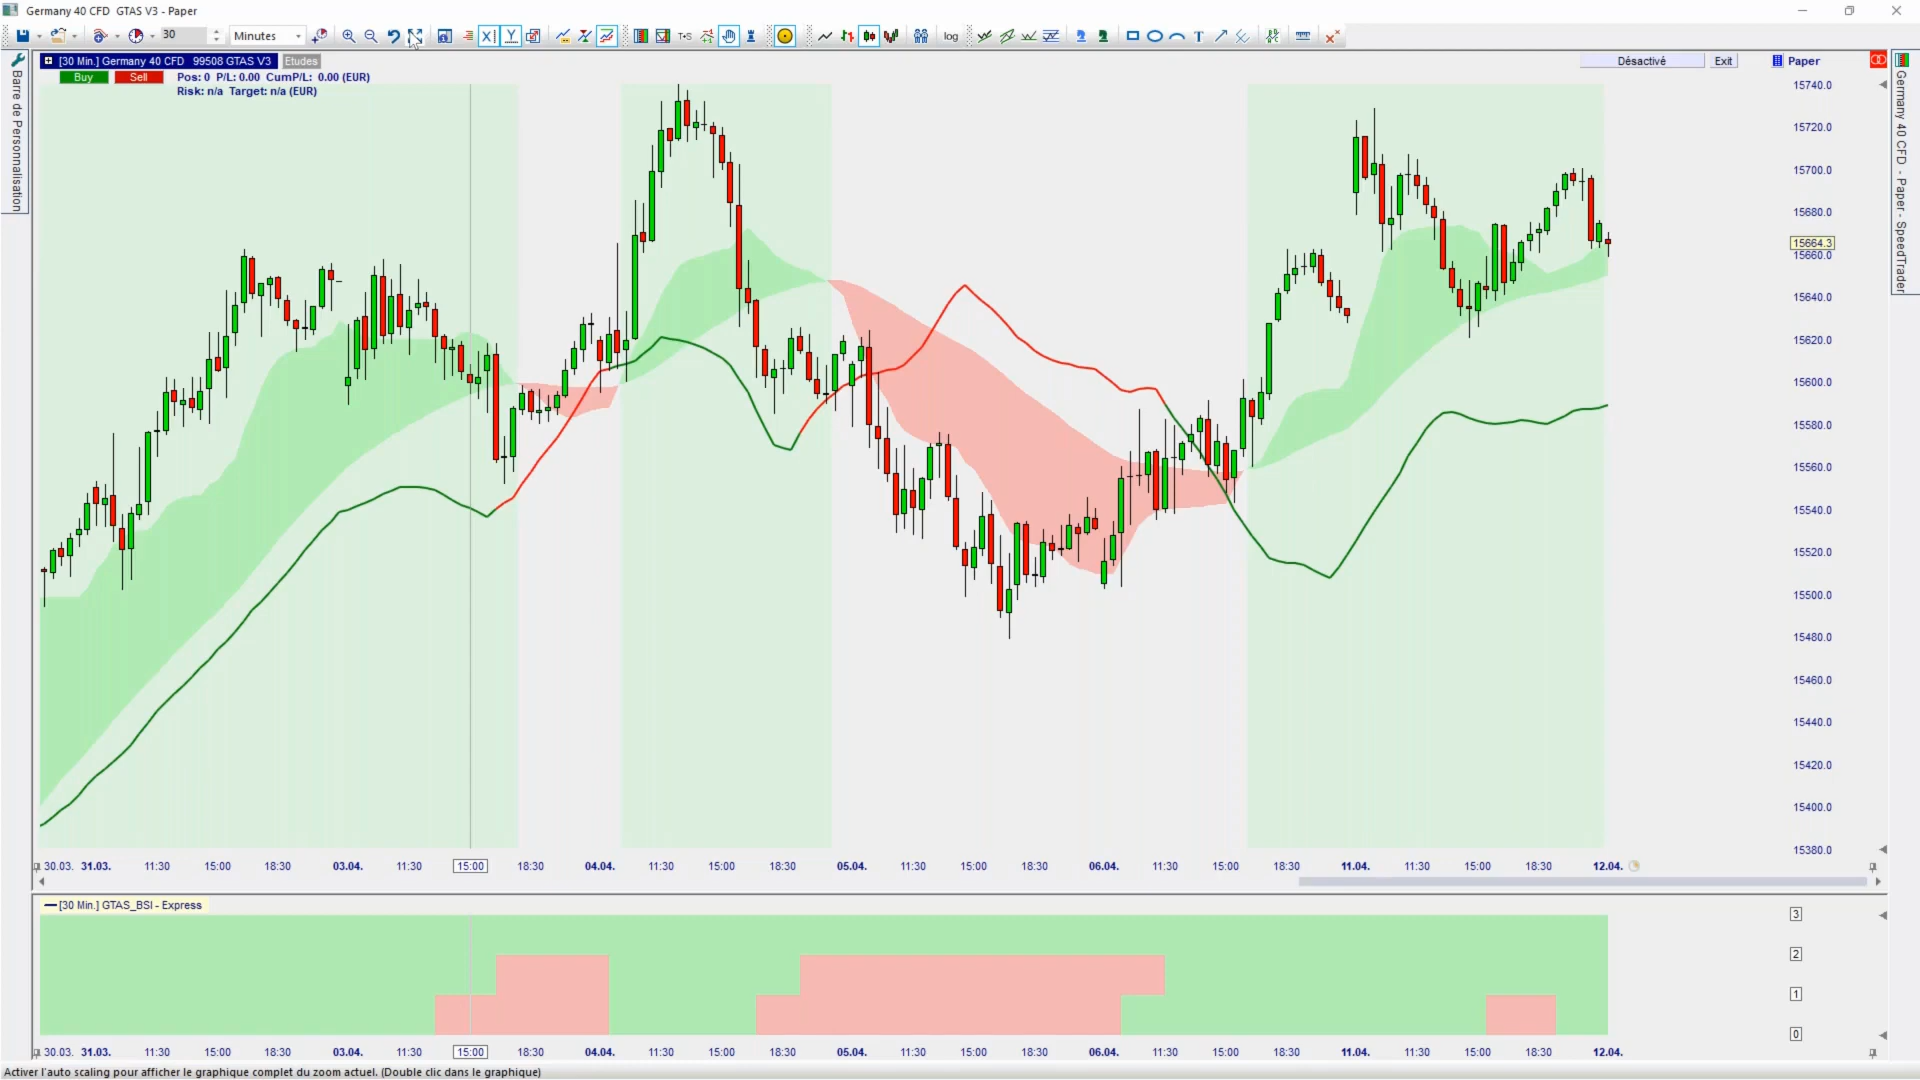 Germany 40 CFD  GTAS V3 - Paper
30 Minutes T+S log T
[30 Min.] Germany 40 CFD  99508 GTAS V3 Etudes Désactivé Exit Paper
Buy Sell Pos: 0  P/L: 0.00  CumP/L:  0.00 (EUR)
Risk: n/a  Target: n/a (EUR)
Barre de Personnalisation
Germany 40 CFD - Paper - SpeedTrader
15740.0
15720.0
15700.0
15680.0
15664.3
15660.0
15640.0
15620.0
15600.0
15580.0
15560.0
15540.0
15520.0
15500.0
15480.0
15460.0
15440.0
15420.0
15400.0
15380.0
30.03. 31.03. 11:30 15:00 18:30 03.04. 11:30 15:00 18:30 04.04. 11:30 15:00 18:30 05.04. 11:30 15:00 18:30 06.04. 11:30 15:00 18:30 11.04. 11:30 15:00 18:30 12.04.
[30 Min.] GTAS_BSI - Express
3
2
1
0
30.03. 31.03. 11:30 15:00 18:30 03.04. 11:30 15:00 18:30 04.04. 11:30 15:00 18:30 05.04. 11:30 15:00 18:30 06.04. 11:30 15:00 18:30 11.04. 11:30 15:00 18:30 12.04.
Activer l'auto scaling pour afficher le graphique complet du zoom actuel. (Double clic dans le graphique)